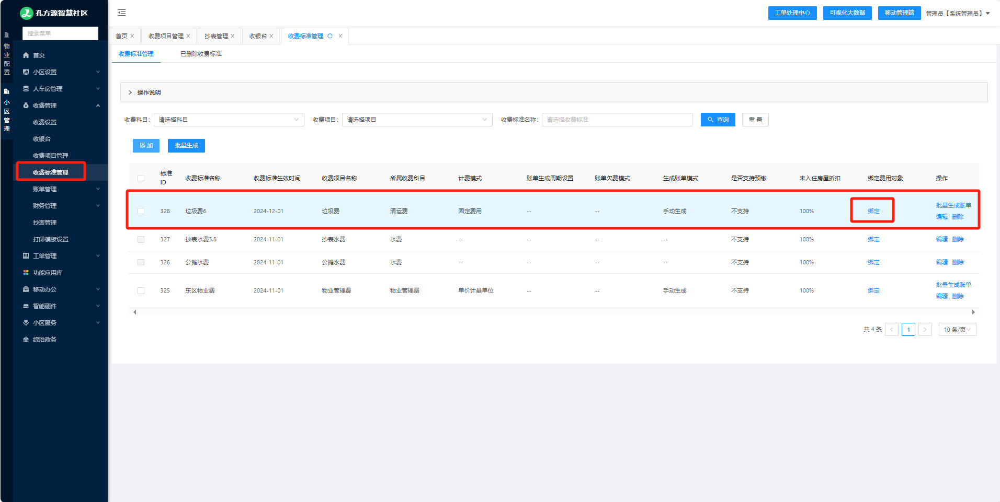 孔方源智慧社区
搜索菜单
物业配置
小区管理
首页
小区设置
人车房管理
收费管理
收费设置
收银台
收费项目管理
收费标准管理
账单管理
财务管理
抄表管理
打印模板设置
工单管理
功能应用库
移动办公
智能硬件
小区服务
综治政务
工单处理中心 可视化大数据 移动管理端 管理员【系统管理员】
首页 收费项目管理 抄表管理 收银台 收费标准管理
收费标准管理 已删除收费标准
操作说明
收费科目： 请选择科目 收费项目： 请选择项目 收费标准名称： 请选择收费标准 查询 重 置
添 加 批量生成
标准ID 收费标准名称 收费标准生效时间 收费项目名称 所属收费科目 计费模式 账单生成周期设置 账单欠费模式 生成账单模式 是否支持预缴 未入住房屋折扣 绑定费用对象 操作
328 垃圾费6 2024-12-01 垃圾费 清运费 固定费用 -- -- 手动生成 不支持 100% 绑定 批量生成账单 编辑 删除
327 抄表水费3.8 2024-11-01 抄表水费 水费 -- -- -- -- 不支持 100% 绑定 编辑 删除
326 公摊水费 2024-11-01 公摊水费 水费 -- -- -- -- 不支持 100% 绑定 编辑 删除
325 东区物业费 2024-11-01 物业管理费 物业管理费 单价计量单位 -- -- 手动生成 不支持 100% 绑定 批量生成账单 编辑 删除
共 4 条 < 1 > 10 条/页